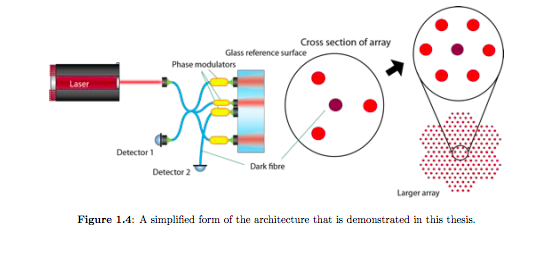 Cross section of array
Glass reference surface
Phase modulators
Laser
Detector 1
Detector 2
Dark fibre
Larger array
Figure 1.4: A simplified form of the architecture that is demonstrated in this thesis.